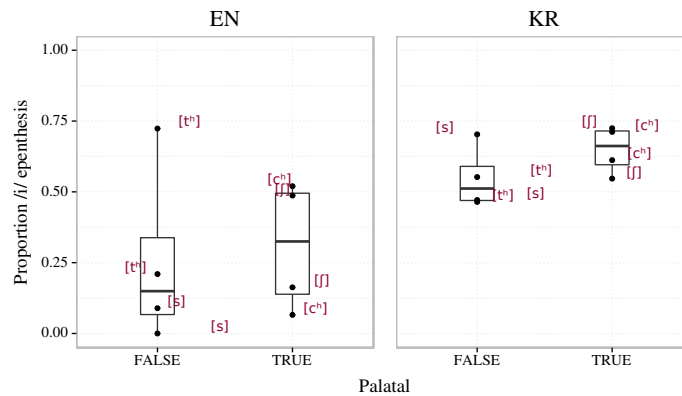 EN KR
1.00
0.75
0.50
0.25
0.00
Proportion /i/ epenthesis
[tʰ]
[tʰ]
[s]
[s]
[cʰ]
[ʃ]
[ʃ]
[cʰ]
[s]
[tʰ]
[tʰ]
[s]
[ʃ]
[cʰ]
[cʰ]
[ʃ]
FALSE TRUE FALSE TRUE
Palatal